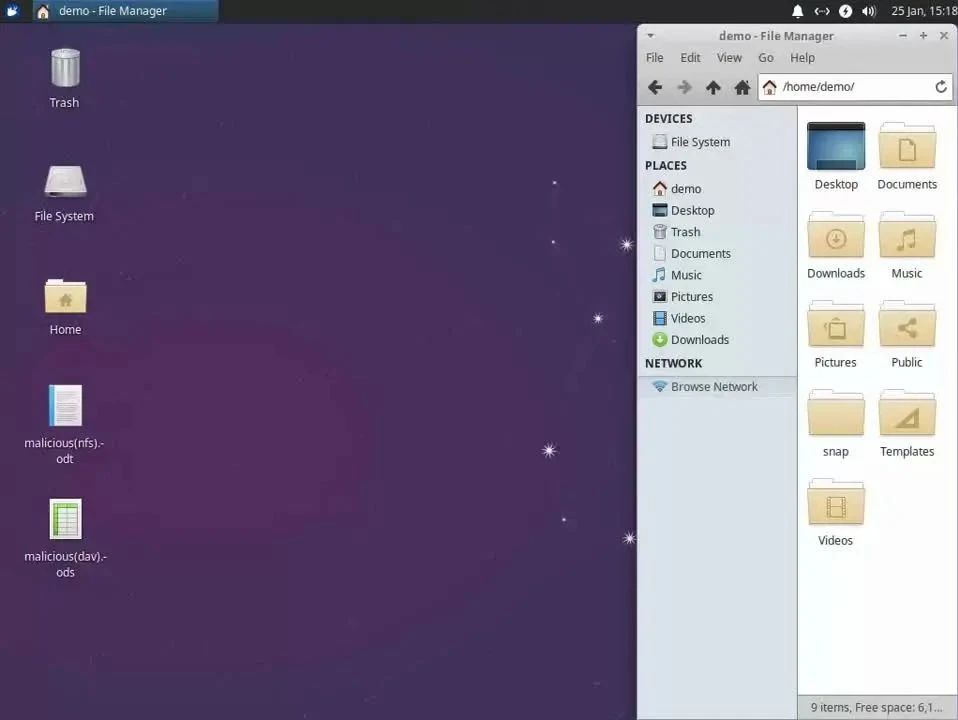 demo - File Manager
25 Jan, 15:18
Trash
File System
Home
malicious(nfs).-
odt
malicious(dav).-
ods
demo - File Manager
File Edit View Go Help
/home/demo/
DEVICES
File System
PLACES
demo
Desktop
Trash
Documents
Music
Pictures
Videos
Downloads
NETWORK
Browse Network
Desktop Documents
Downloads Music
Pictures Public
snap Templates
Videos
9 items, Free space: 6,1...